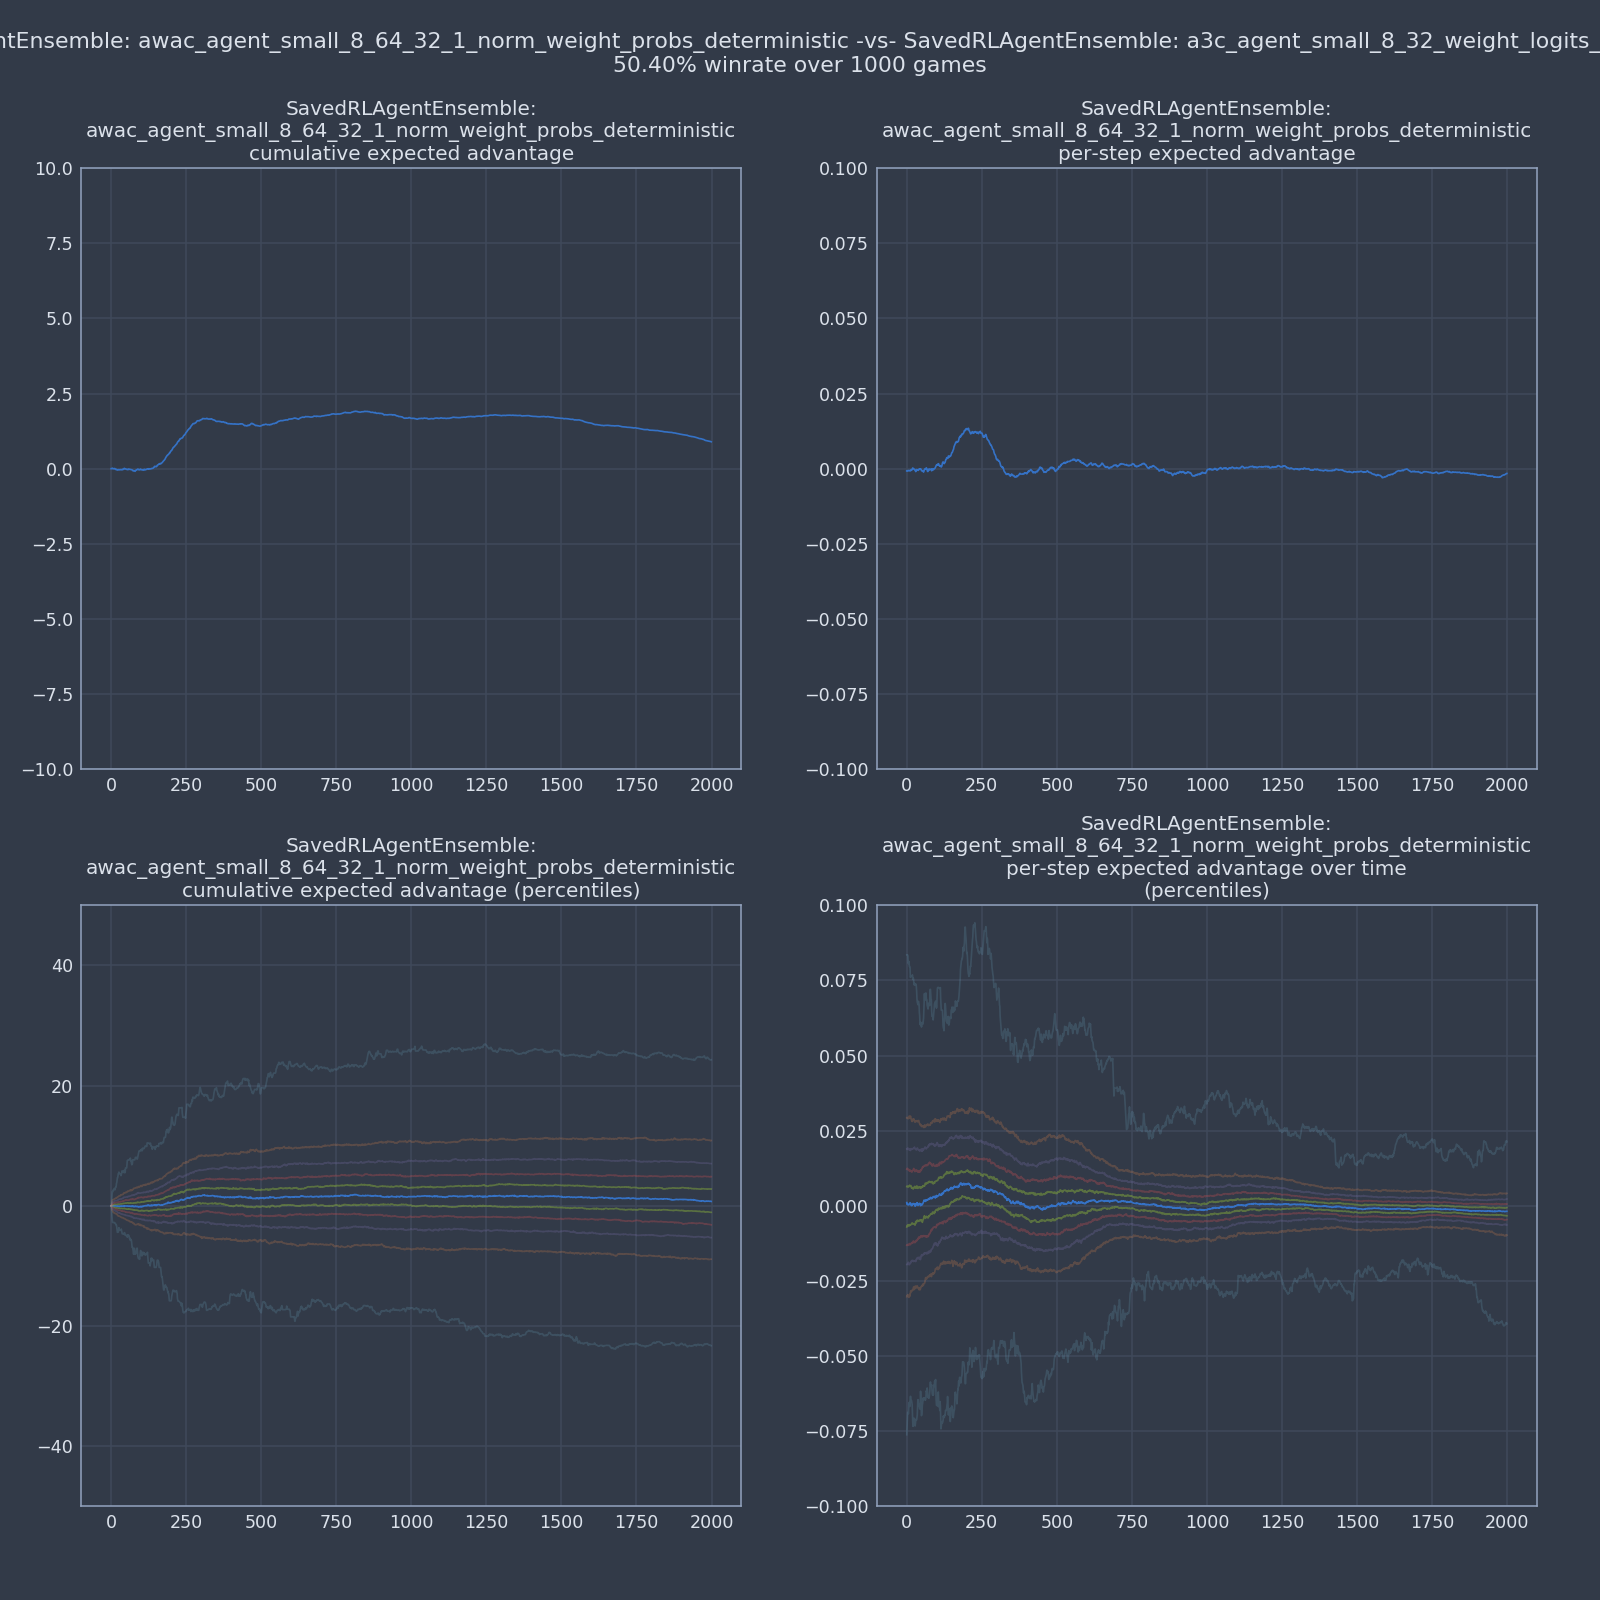 ntEnsemble: awac_agent_small_8_64_32_1_norm_weight_probs_deterministic -vs- SavedRLAgentEnsemble: a3c_agent_small_8_32_weight_logits_
50.40% winrate over 1000 games
SavedRLAgentEnsemble:
awac_agent_small_8_64_32_1_norm_weight_probs_deterministic
cumulative expected advantage
10.0
7.5
5.0
2.5
0.0
−2.5
−5.0
−7.5
−10.0
0 250 500 750 1000 1250 1500 1750 2000
SavedRLAgentEnsemble:
awac_agent_small_8_64_32_1_norm_weight_probs_deterministic
per-step expected advantage
0.100
0.075
0.050
0.025
0.000
−0.025
−0.050
−0.075
−0.100
0 250 500 750 1000 1250 1500 1750 2000
SavedRLAgentEnsemble:
awac_agent_small_8_64_32_1_norm_weight_probs_deterministic
cumulative expected advantage (percentiles)
40
20
0
−20
−40
0 250 500 750 1000 1250 1500 1750 2000
SavedRLAgentEnsemble:
awac_agent_small_8_64_32_1_norm_weight_probs_deterministic
per-step expected advantage over time
(percentiles)
0.100
0.075
0.050
0.025
0.000
−0.025
−0.050
−0.075
−0.100
0 250 500 750 1000 1250 1500 1750 2000